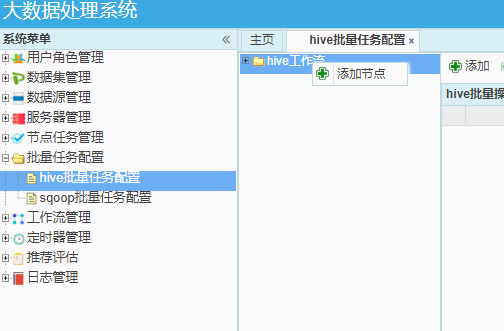 大数据处理系统
系统菜单
用户角色管理
数据集管理
数据源管理
服务器管理
节点任务管理
批量任务配置
hive批量任务配置
sqoop批量任务配置
工作流管理
定时器管理
推荐评估
日志管理
主页
hive批量任务配置
hive工作流
添加节点
添加
hive批量操